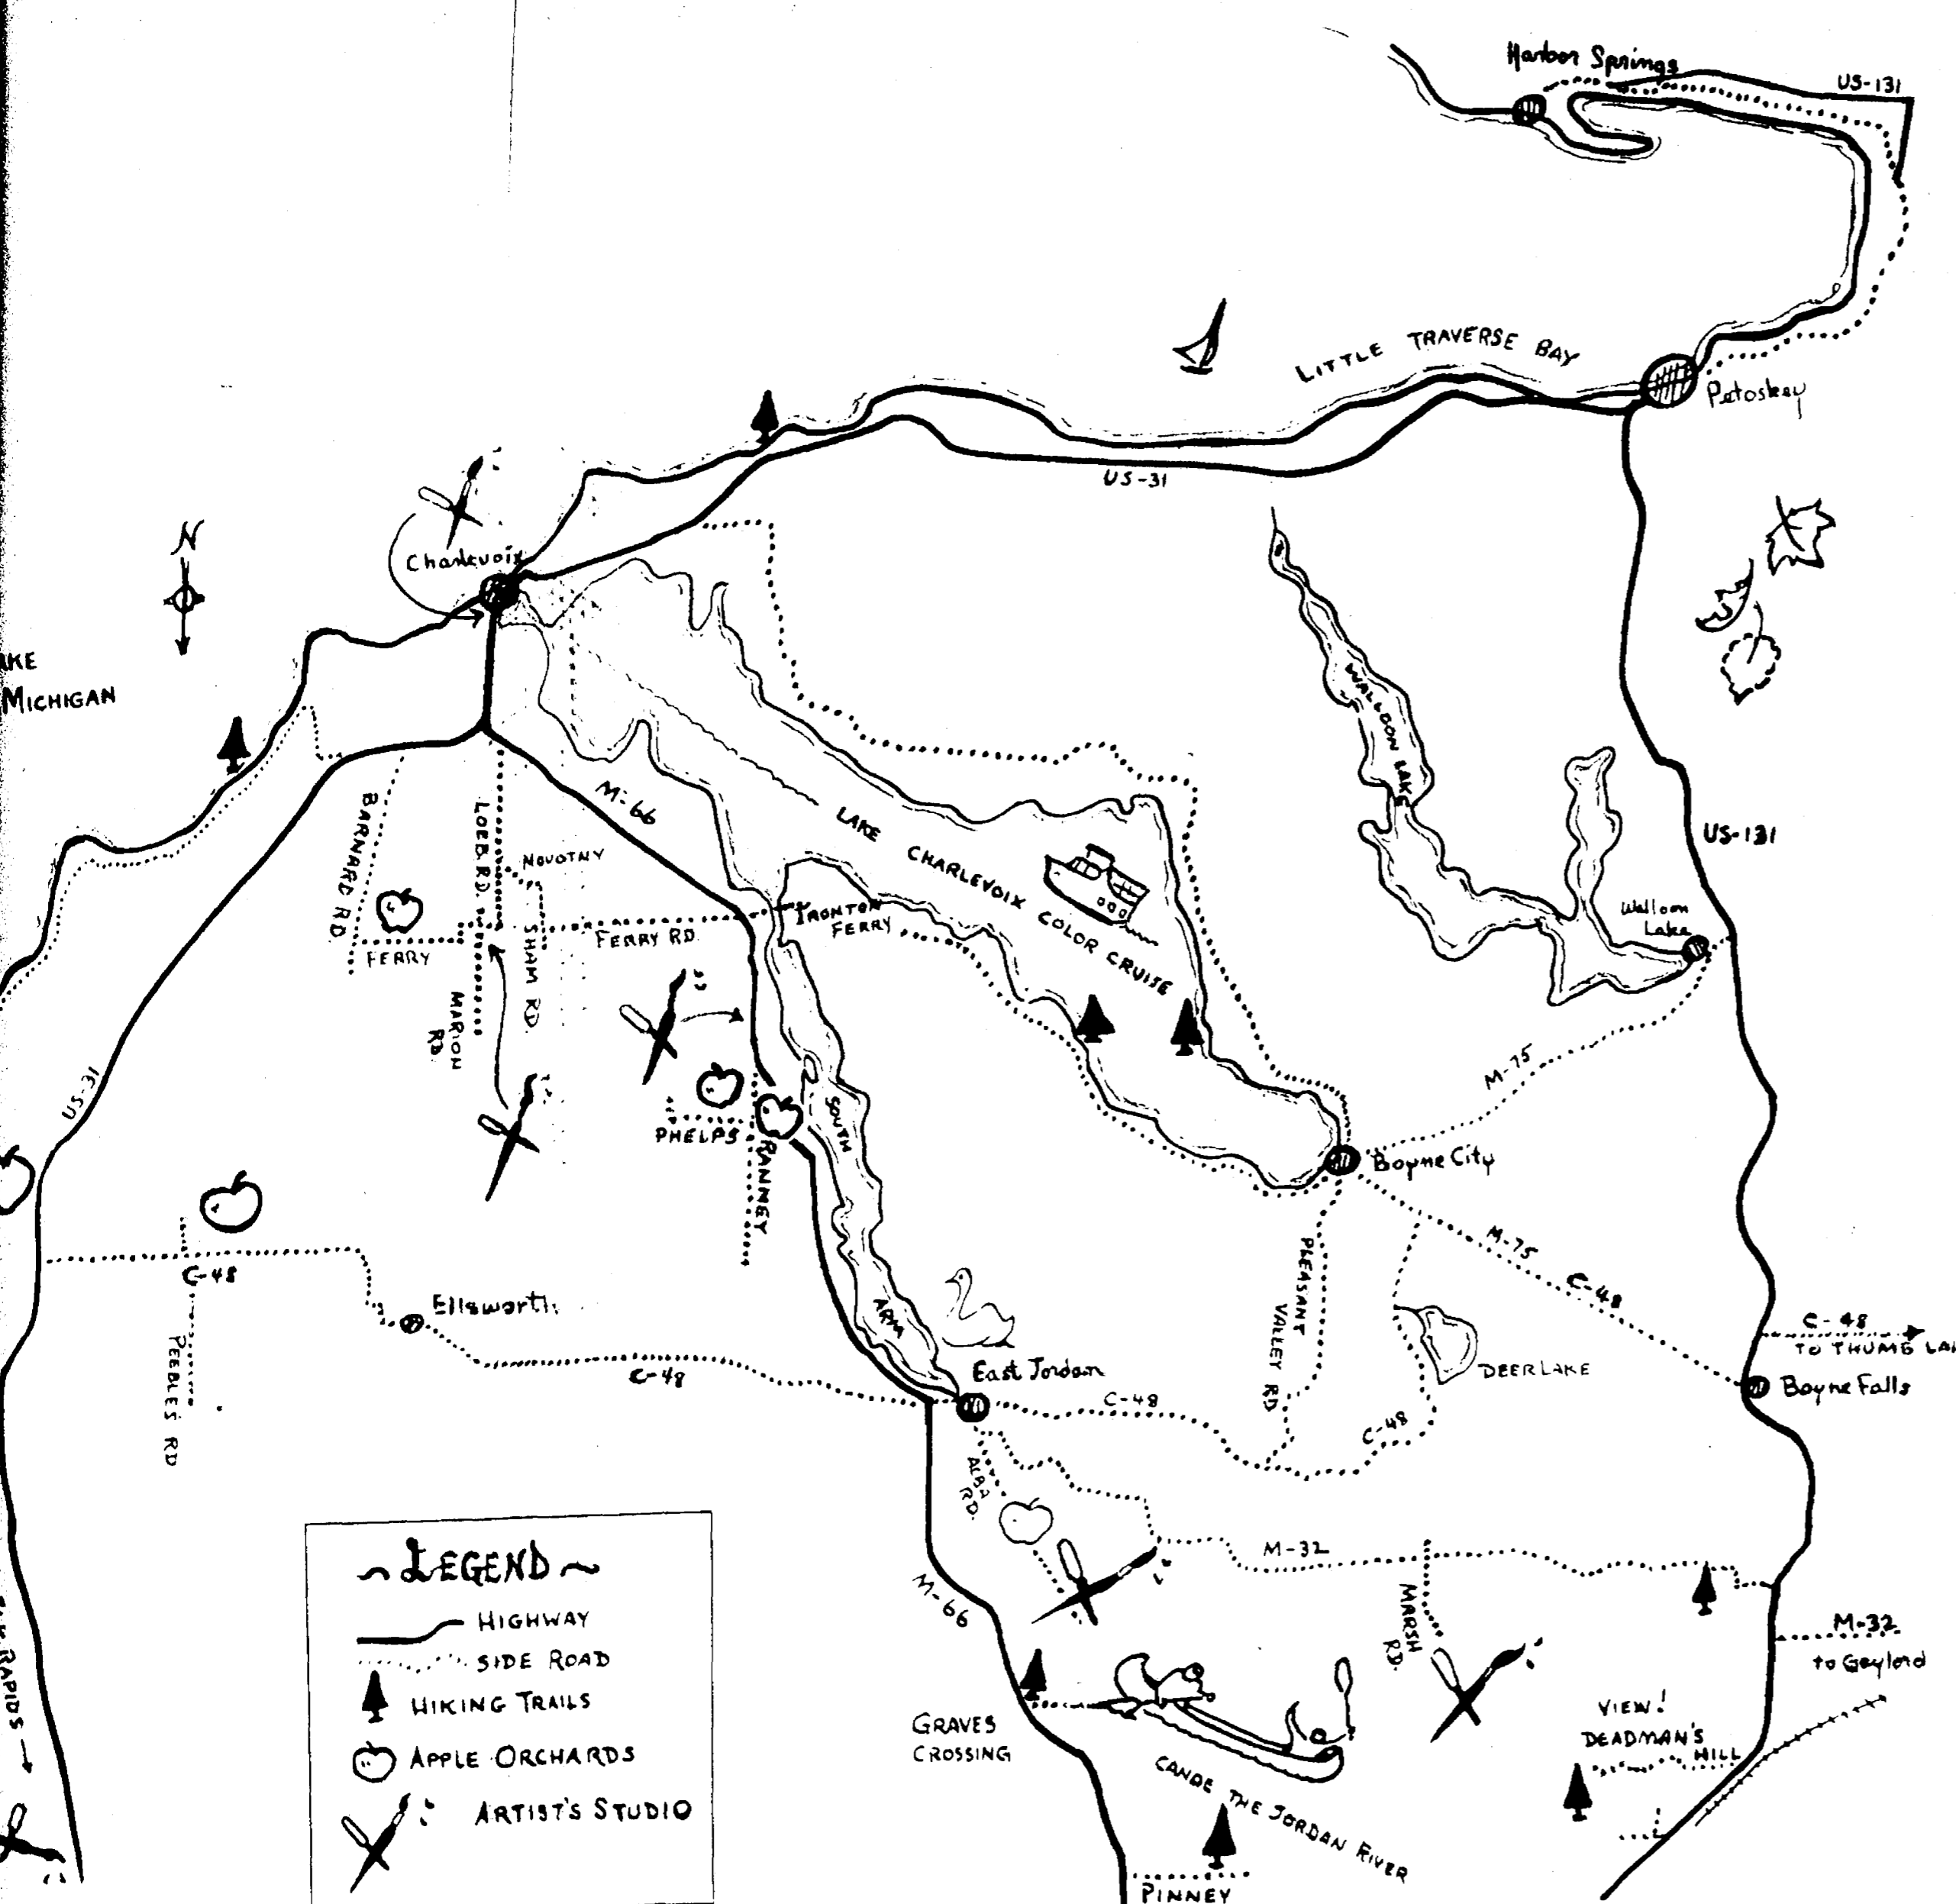 Harbor Springs
US-131
LITTLE TRAVERSE BAY
Petoskey
US-31
Charlevoix
N
MICHIGAN
WALLOON LAKE
US-131
M-66
LAKE CHARLEVOIX COLOR CRUISE
BARNARD RD.
LOEB RD.
NOVOTNY
IRONTON
FERRY
Walloon
Lake
FERRY RD.
FERRY
SHAM RD.
MARION
RD.
US-31
M-75
SOUTH
ARM
PHELPS
RANNEY
Boyne City
M-75
C-48
PLEASANT
VALLEY RD
C-48
Ellsworth
PEEBLES RD
C-48
East Jordan
C-48
C-48
DEER LAKE
C-48
TO THUMB LA
Boyne Falls
ALBA
RD.
M-32
MARSH
RD.
M-66
M-32
to Gaylord
GRAVES
CROSSING
VIEW!
DEADMAN'S
HILL
CANOE THE JORDAN RIVER
PINNEY
RAPIDS
~LEGEND~
HIGHWAY
SIDE ROAD
HIKING TRAILS
APPLE ORCHARDS
ARTIST'S STUDIO